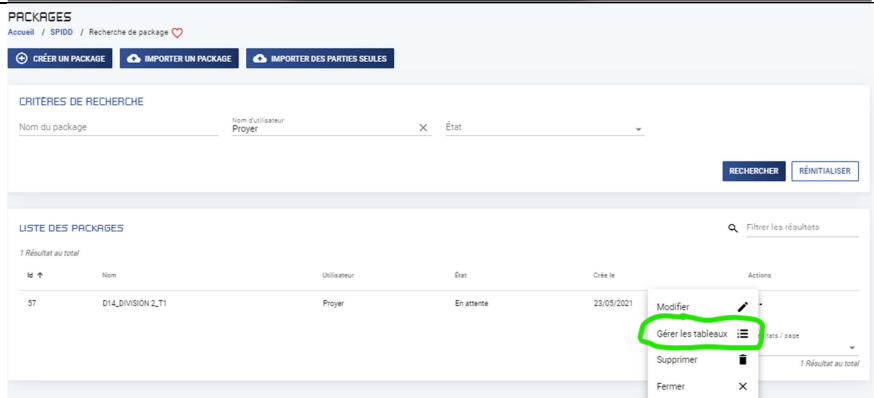 PACKAGES
Accueil / SPIDD / Recherche de package
CRÉER UN PACKAGE IMPORTER UN PACKAGE IMPORTER DES PARTIES SEULES
CRITÈRES DE RECHERCHE
Nom du package
Nom d'utilisateur
Proyer
État
RECHERCHER RÉINITIALISER
LISTE DES PACKAGES
Filtrer les résultats
1 Résultat au total
Id Nom Utilisateur État Crée le Actions
57 D14_DIVISION 2_T1 Proyer En attente 23/05/2021
Modifier
Gérer les tableaux
/ page
Supprimer
1 Résultat au total
Fermer